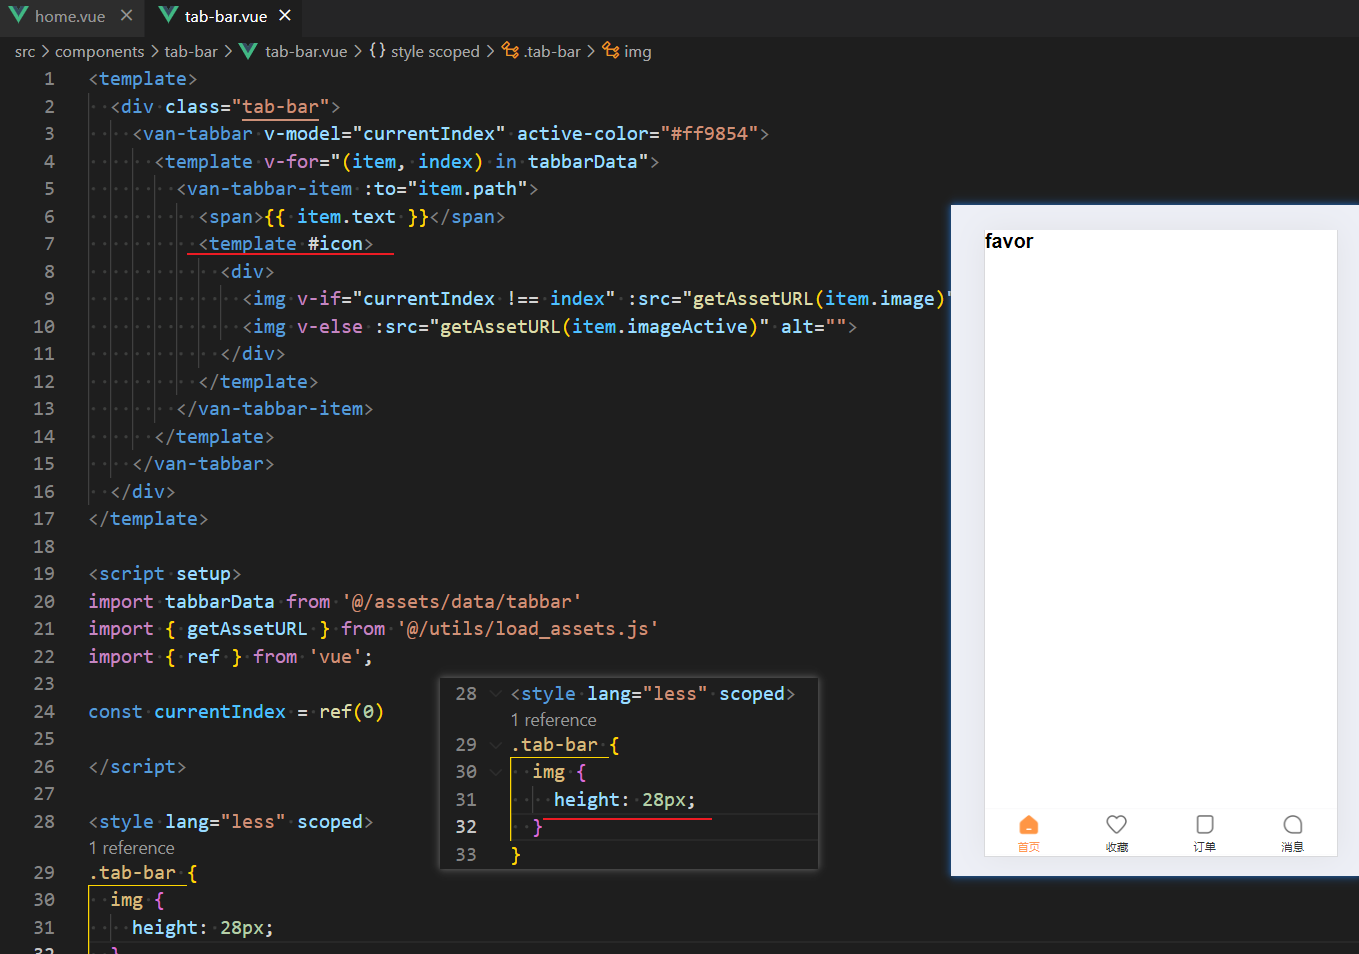 home.vue × tab-bar.vue ×
src > components > tab-bar > tab-bar.vue > {} style scoped > .tab-bar > img
1 <template>
2 <div class="tab-bar">
3 <van-tabbar v-model="currentIndex" active-color="#ff9854">
4 <template v-for="(item, index) in tabbarData">
5 <van-tabbar-item :to="item.path">
6 <span>{{ item.text }}</span>
7 <template #icon>
8 <div>
9 <img v-if="currentIndex !== index" :src="getAssetURL(item.image)"
10 <img v-else :src="getAssetURL(item.imageActive)" alt="">
11 </div>
12 </template>
13 </van-tabbar-item>
14 </template>
15 </van-tabbar>
16 </div>
17 </template>
18
19 <script setup>
20 import tabbarData from '@/assets/data/tabbar'
21 import { getAssetURL } from '@/utils/load_assets.js'
22 import { ref } from 'vue';
23
24 const currentIndex = ref(0)
25
26 </script>
27
28 <style lang="less" scoped>
1 reference
29 .tab-bar {
30 img {
31 height: 28px;
32 }
28 <style lang="less" scoped>
1 reference
29 .tab-bar {
30 img {
31 height: 28px;
32 }
33 }
favor
首页 收藏 订单 消息